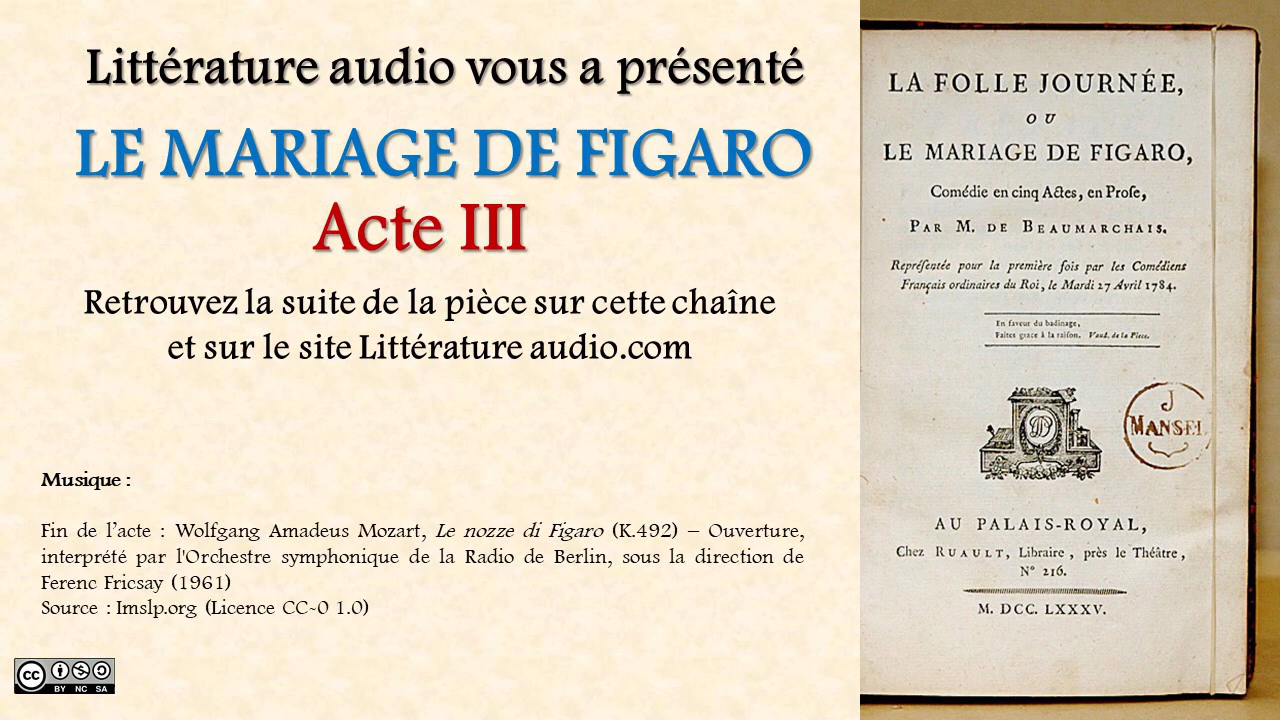 Littérature audio vous a présenté
LE MARIAGE DE FIGARO
Acte III
Retrouvez la suite de la pièce sur cette chaîne
et sur le site Littérature audio.com
Musique :
Fin de l’acte : Wolfgang Amadeus Mozart, Le nozze di Figaro (K.492) – Ouverture,
interprété par l'Orchestre symphonique de la Radio de Berlin, sous la direction de
Ferenc Fricsay (1961)
Source : Imslp.org (Licence CC-0 1.0)
cc
BY NC SA
LA FOLLE JOURNÉE,
OU
LE MARIAGE DE FIGARO,
Comédie en cinq Actes, en Prose,
PAR M. DE BEAUMARCHAIS.
Représentée pour la première fois par les Comédiens
Français ordinaires du Roi, le Mardi 27 Avril 1784.
En faveur du badinage,
Faites grace à la raison. Vaud. de la Piece.
J
MANSEL
AU PALAIS-ROYAL,
Chez RUAULT, Libraire, près le Théâtre,
N° 216.
M. DCC. LXXXV.